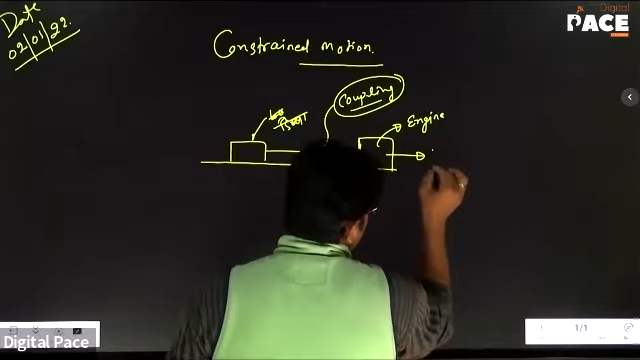 Date
02/01/22.
Constrained motion.
Coupling
Engine
Digital
PACE
1/1
Digital Pace